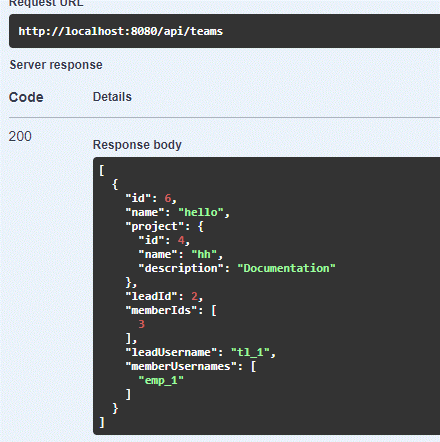 Request URL
http://localhost:8080/api/teams
Server response
Code Details
200
Response body
[
  {
    "id": 6,
    "name": "hello",
    "project": {
      "id": 4,
      "name": "hh",
      "description": "Documentation"
    },
    "leadId": 2,
    "memberIds": [
      3
    ],
    "leadUsername": "tl_1",
    "memberUsernames": [
      "emp_1"
    ]
  }
]